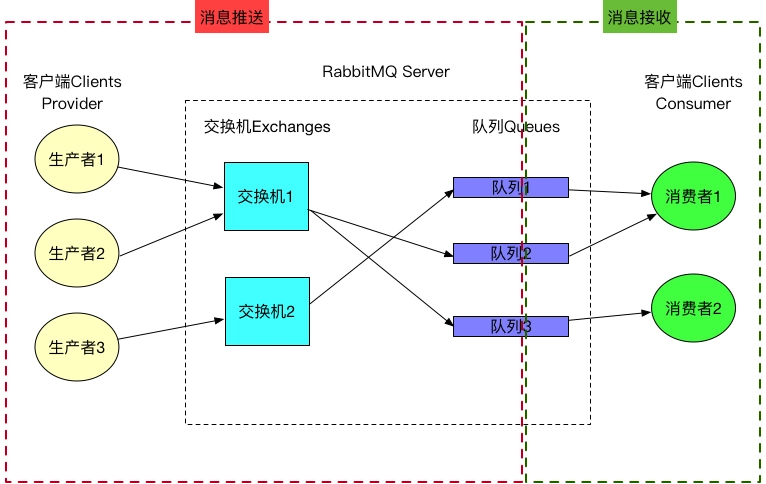 消息推送
消息接收
RabbitMQ Server
客户端Clients
Provider
客户端Clients
Consumer
交换机Exchanges
队列Queues
生产者1
生产者2
生产者3
交换机1
交换机2
队列1
队列2
队列3
消费者1
消费者2